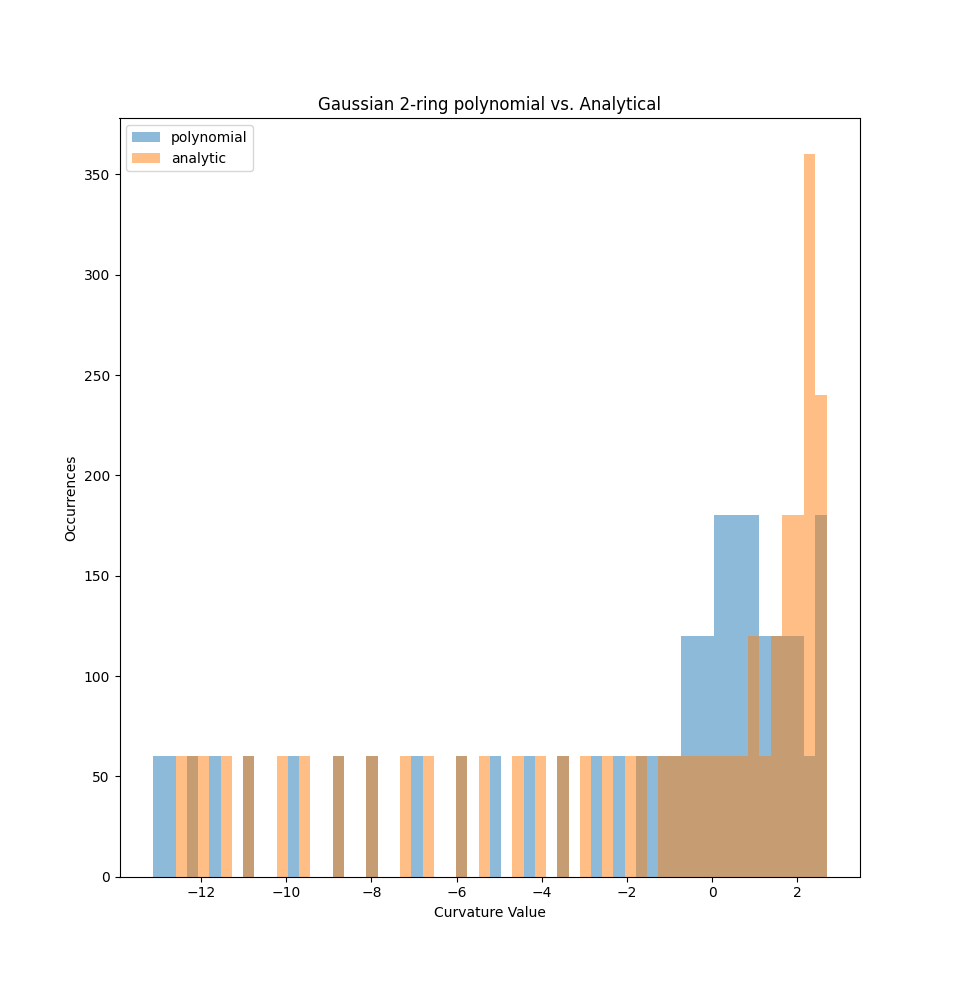 Gaussian 2-ring polynomial vs. Analytical
polynomial
analytic
350
300
250
200
150
100
50
0
Occurrences
−12 −10 −8 −6 −4 −2 0 2
Curvature Value